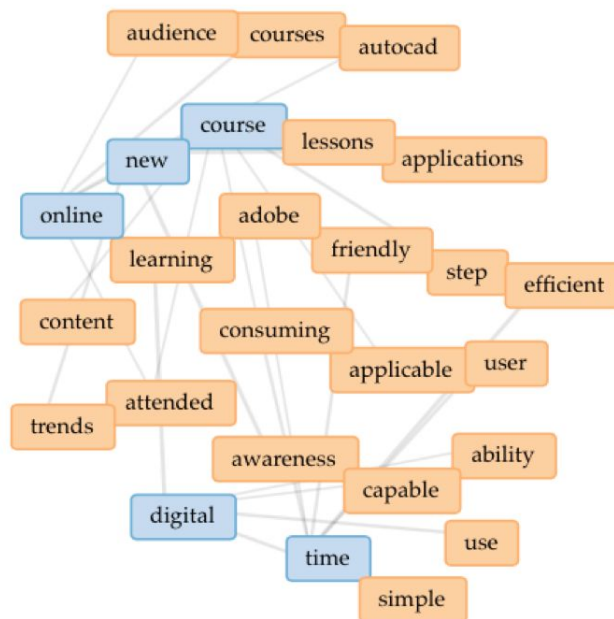 audience
courses
autocad
course
lessons
new
applications
online
adobe
learning
friendly
step
efficient
content
consuming
applicable
user
attended
trends
awareness
ability
capable
digital
use
time
simple